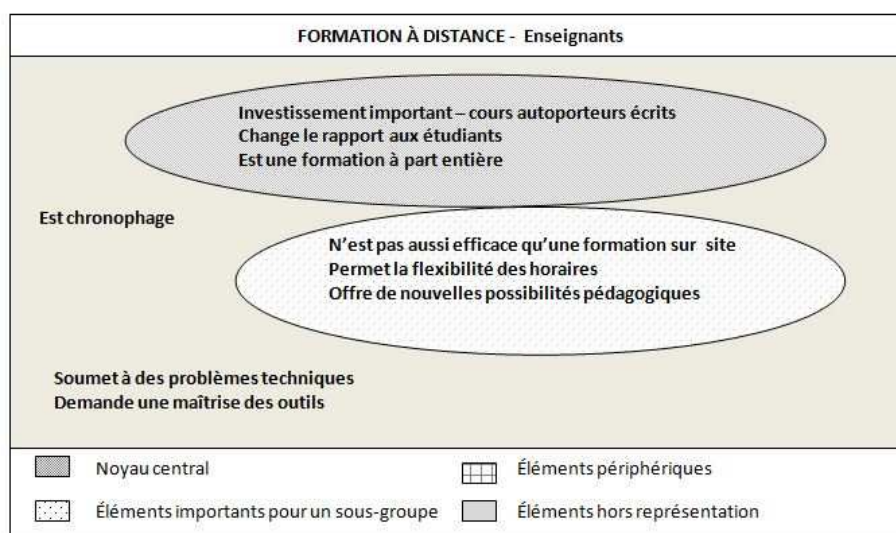 FORMATION À DISTANCE - Enseignants
Investissement important – cours autoporteurs écrits
Change le rapport aux étudiants
Est une formation à part entière
Est chronophage
N'est pas aussi efficace qu'une formation sur site
Permet la flexibilité des horaires
Offre de nouvelles possibilités pédagogiques
Soumet à des problèmes techniques
Demande une maîtrise des outils
Noyau central
Éléments périphériques
Éléments importants pour un sous-groupe
Éléments hors représentation